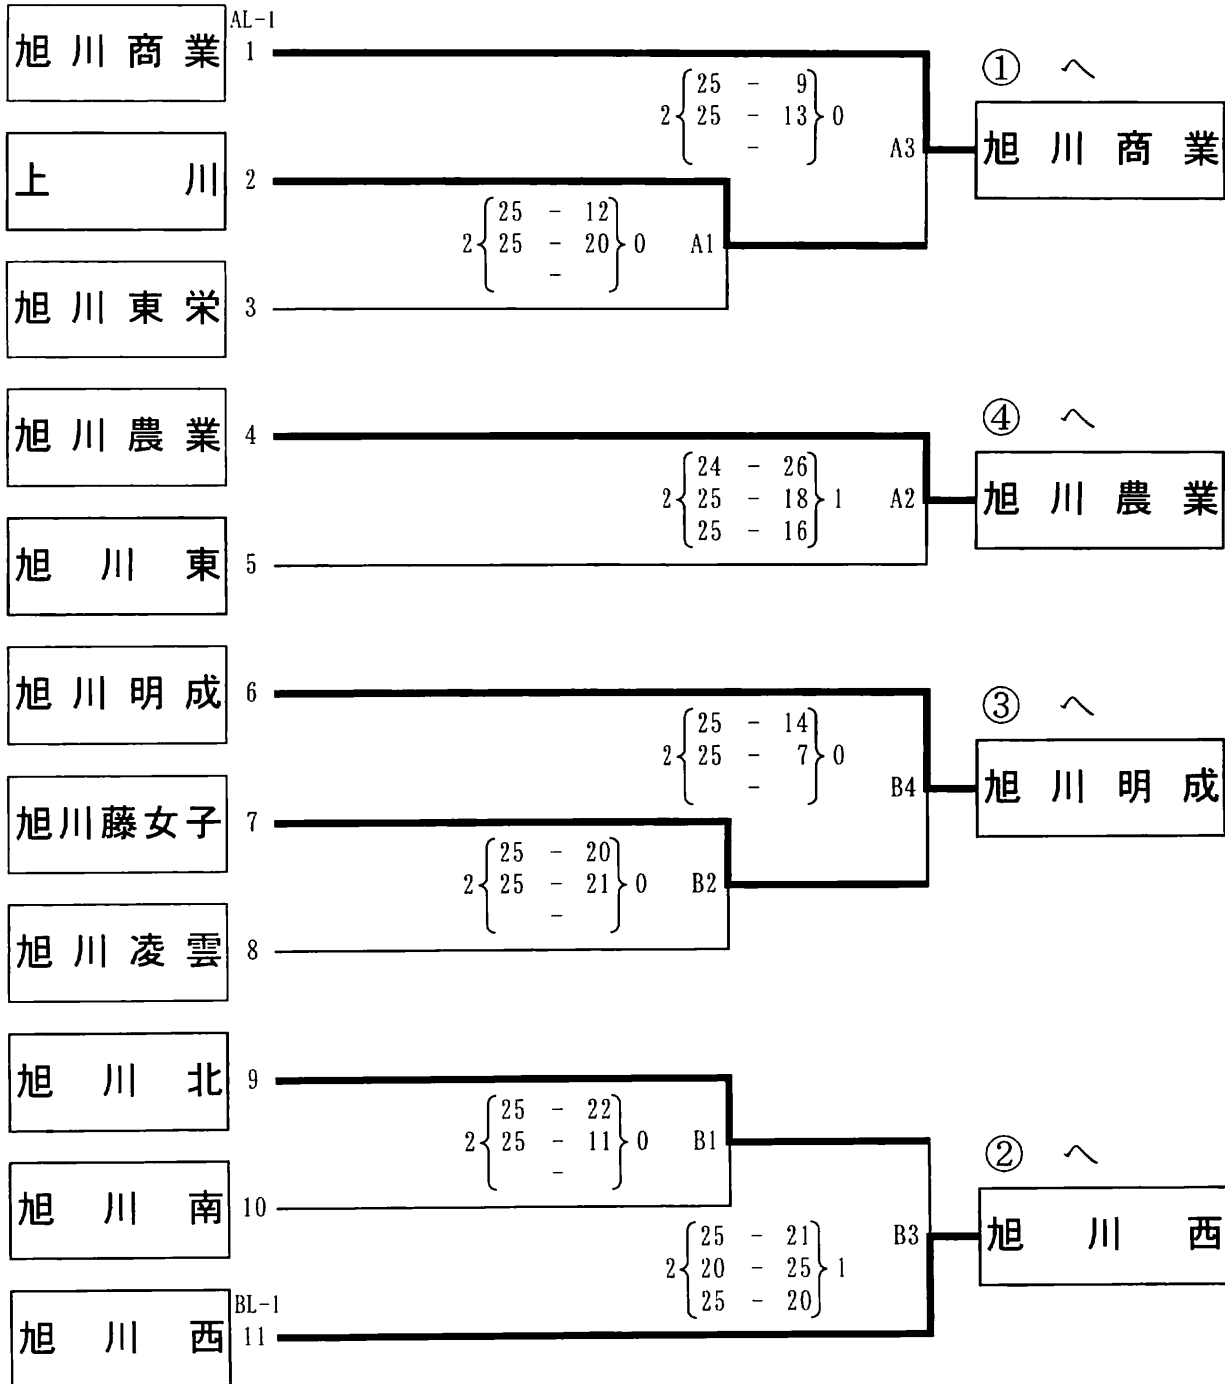 AL-1
旭川商業 1
① へ
25 - 9
2 25 - 13 0
-
A3 旭川商業
上川 2
25 - 12
2 25 - 20 0 A1
-
旭川東栄 3
旭川農業 4
④ へ
24 - 26
2 25 - 18 1 A2 旭川農業
25 - 16
旭川東 5
旭川明成 6
③ へ
25 - 14
2 25 - 7 0
-
B4 旭川明成
旭川藤女子 7
25 - 20
2 25 - 21 0 B2
-
旭川凌雲 8
旭川北 9
25 - 22
2 25 - 11 0 B1
-
② へ
旭川南 10
25 - 21
B3 旭川西
2 20 - 25 1
25 - 20
BL-1
旭川西 11